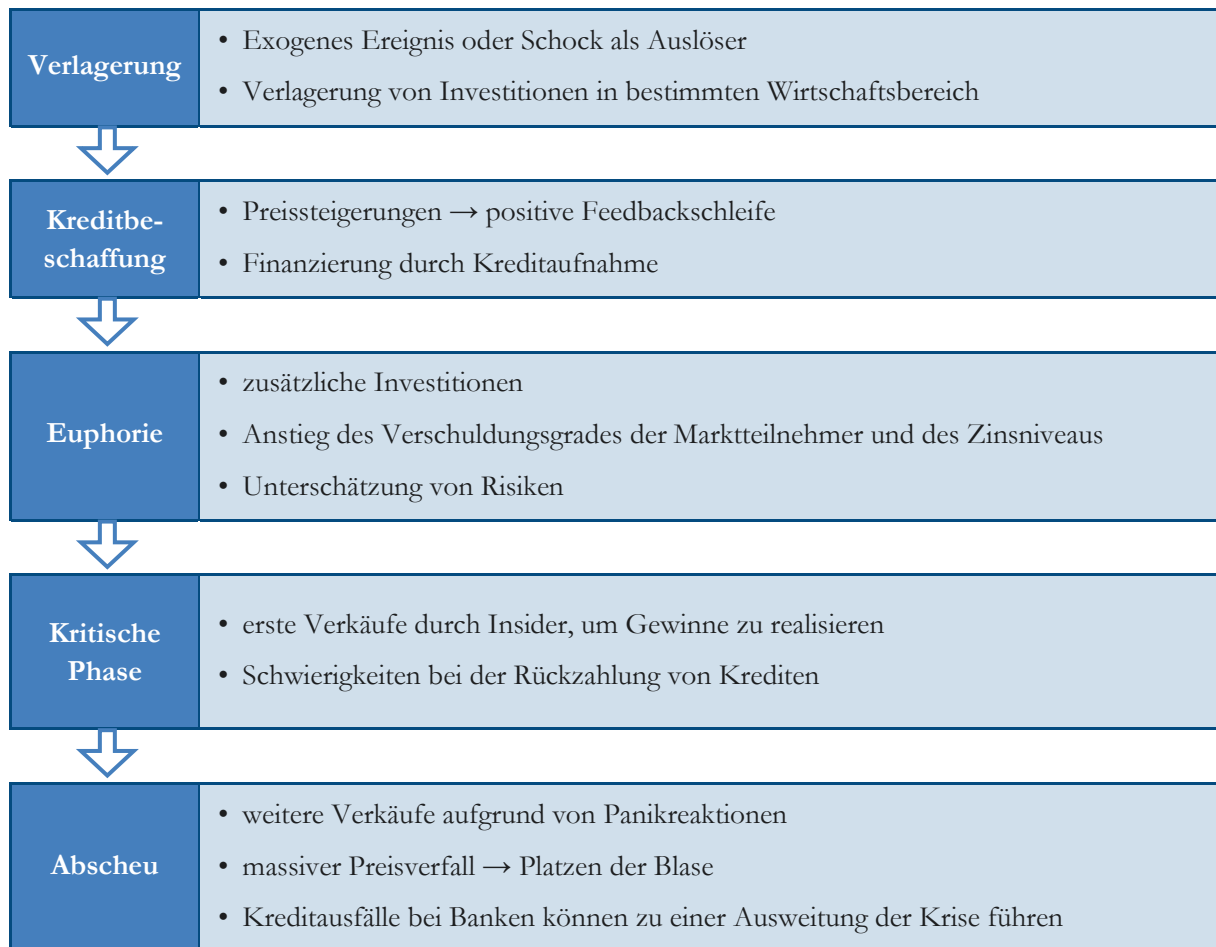 Verlagerung
• Exogenes Ereignis oder Schock als Auslöser
• Verlagerung von Investitionen in bestimmten Wirtschaftsbereich
Kreditbe-
schaffung
• Preissteigerungen → positive Feedbackschleife
• Finanzierung durch Kreditaufnahme
Euphorie
• zusätzliche Investitionen
• Anstieg des Verschuldungsgrades der Marktteilnehmer und des Zinsniveaus
• Unterschätzung von Risiken
Kritische
Phase
• erste Verkäufe durch Insider, um Gewinne zu realisieren
• Schwierigkeiten bei der Rückzahlung von Krediten
Abscheu
• weitere Verkäufe aufgrund von Panikreaktionen
• massiver Preisverfall → Platzen der Blase
• Kreditausfälle bei Banken können zu einer Ausweitung der Krise führen